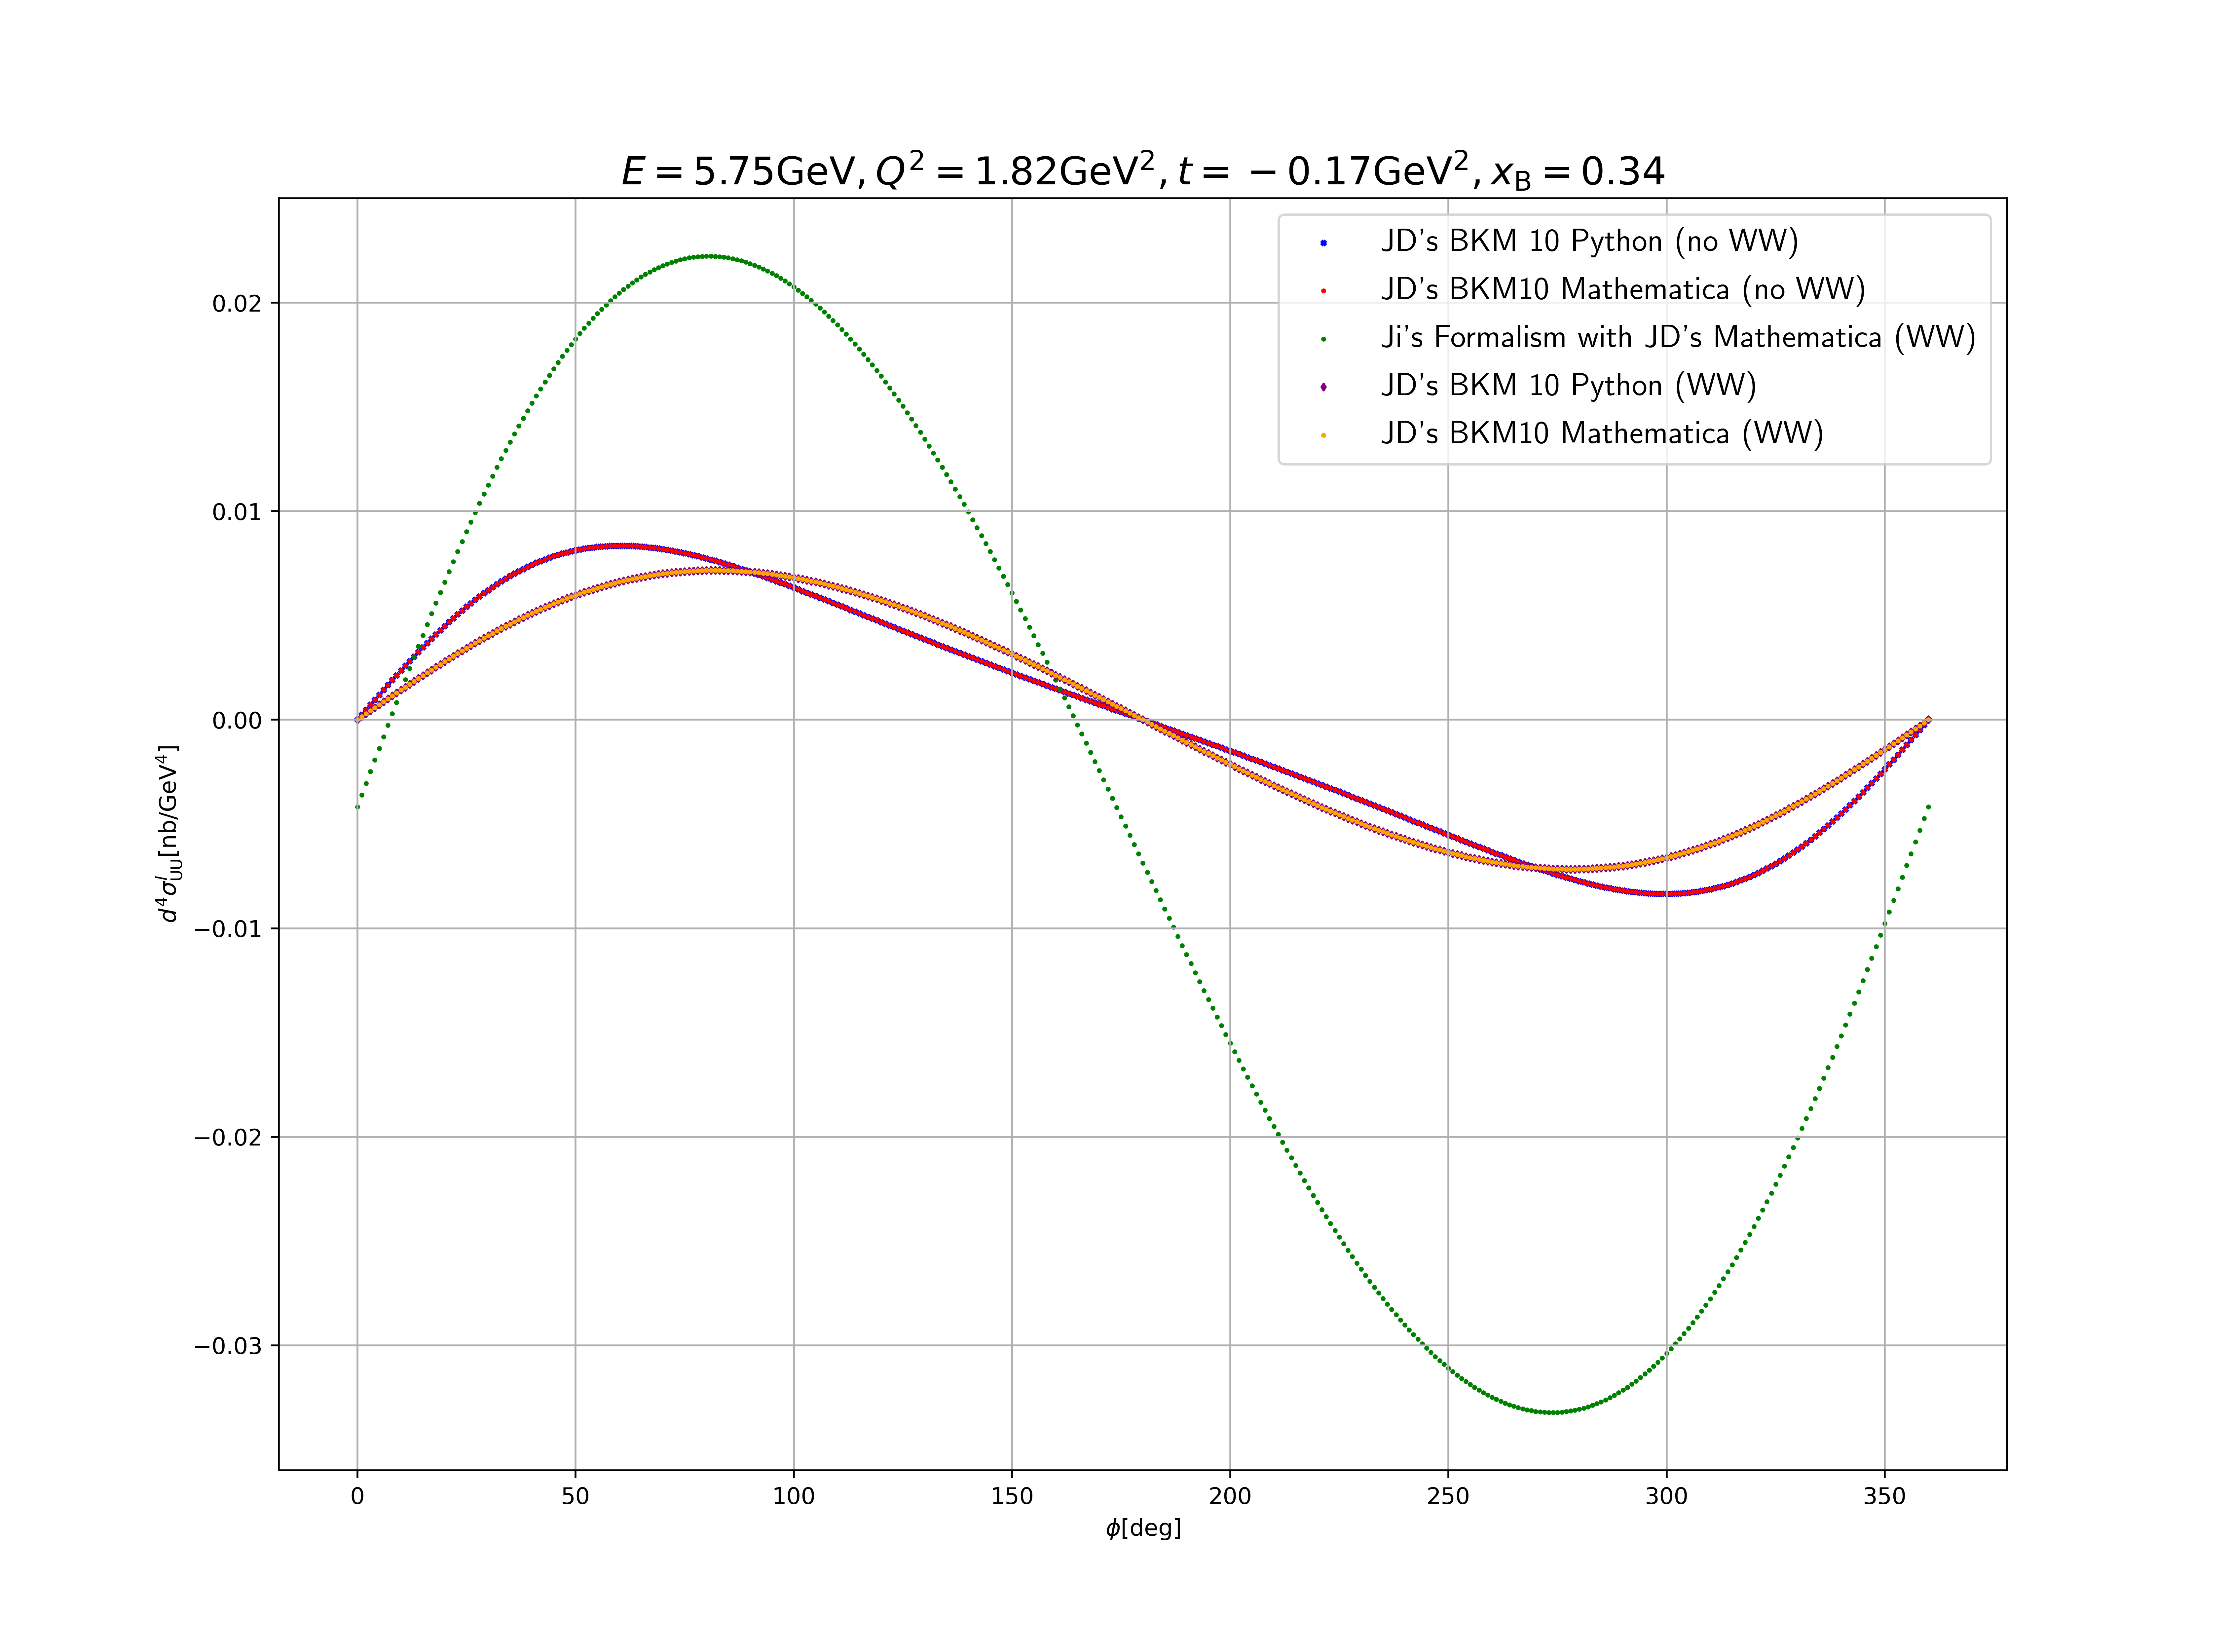 E = 5.75GeV, Q² = 1.82GeV², t = −0.17GeV², x_B = 0.34
JD's BKM 10 Python (no WW)
JD's BKM10 Mathematica (no WW)
Ji's Formalism with JD's Mathematica (WW)
JD's BKM 10 Python (WW)
JD's BKM10 Mathematica (WW)
d⁴σ^I_UU[nb/GeV⁴]
0.02
0.01
0.00
−0.01
−0.02
−0.03
0 50 100 150 200 250 300 350
ϕ[deg]